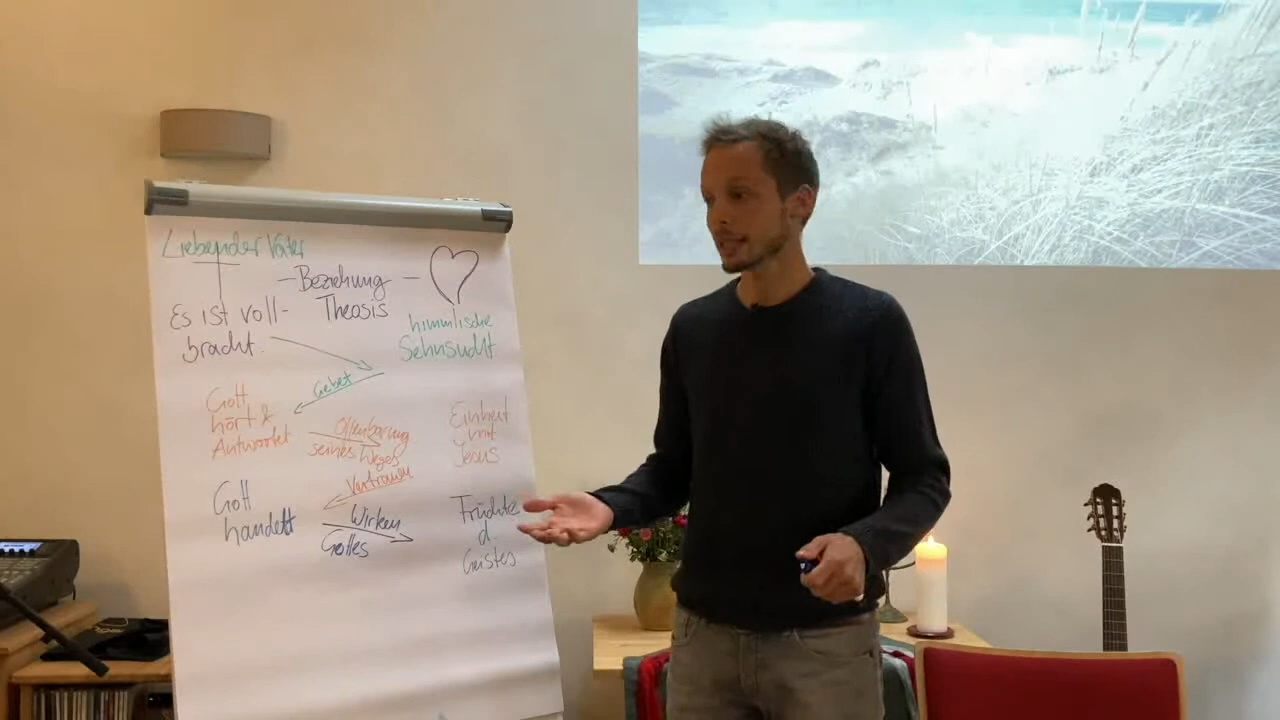 Liebender Vater
- Beziehung -
Theosis
Es ist voll-
bracht.
himmlische
Sehnsucht
Gebet
Gott
hört &
Antwortet
Offenbarung
seines Weges
Einheit
mit
Jesus
Vertrauen
Gott
handelt
Wirken
Gottes
Früchte
d.
Geistes